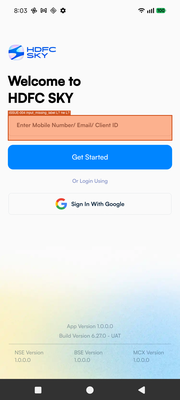 8:03
HDFC
SKY
Welcome to
HDFC SKY
Enter Mobile Number/ Email/ Client ID
Get Started
Or Login Using
Sign In With Google
App Version 1.0.0.0
Build Version 6.27.0 - UAT
NSE Version BSE Version MCX Version
1.0.0.0 1.0.0.0 1.0.0.0